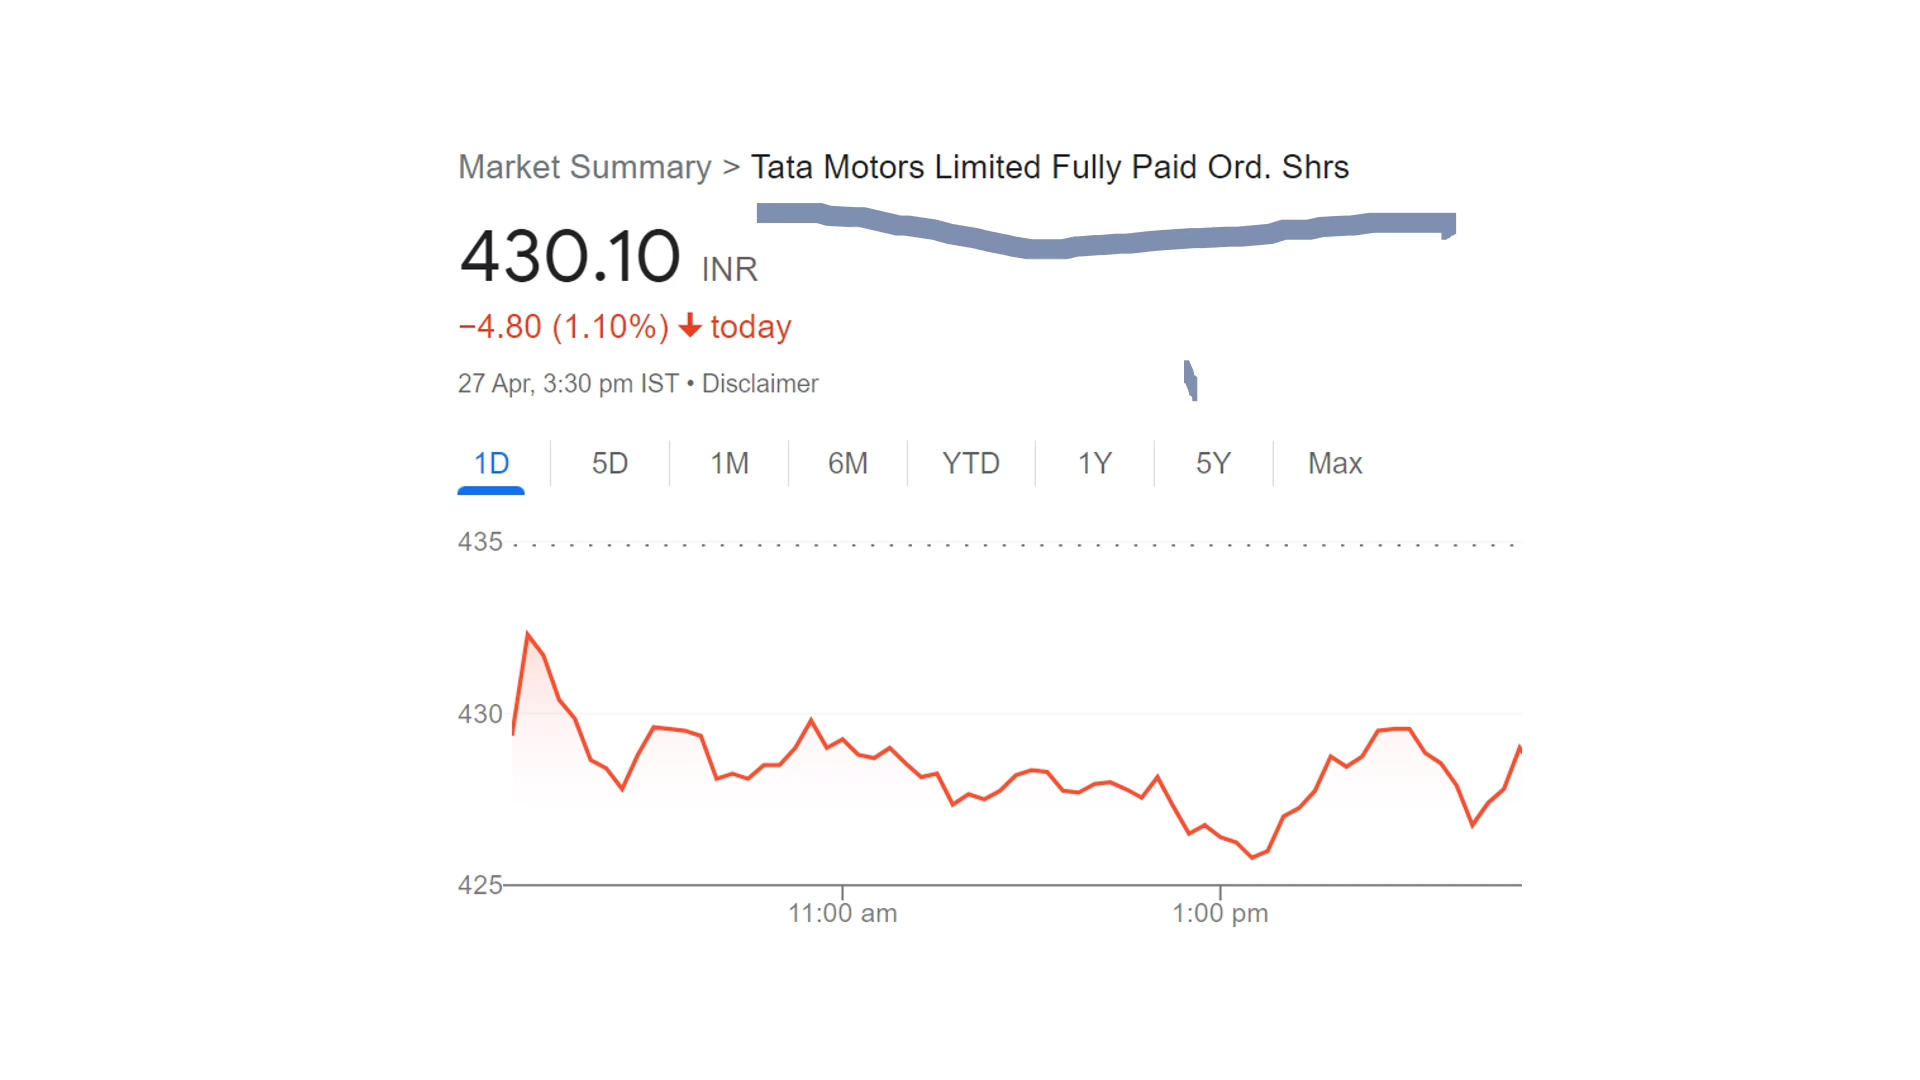 Market Summary > Tata Motors Limited Fully Paid Ord. Shrs
430.10 INR
−4.80 (1.10%) ↓ today
27 Apr, 3:30 pm IST • Disclaimer
1D 5D 1M 6M YTD 1Y 5Y Max
435
430
425
11:00 am 1:00 pm